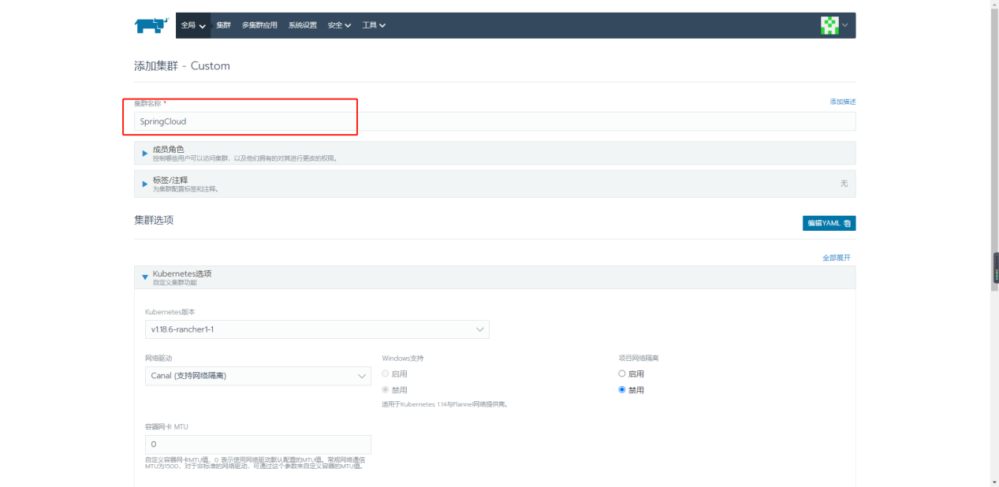 全局 集群 多集群应用 系统设置 安全 工具
添加集群 - Custom
集群名称 *
添加描述
SpringCloud
成员角色
控制哪些用户可以访问集群，以及他们拥有的对其进行更改的权限。
标签/注释
为集群配置标签和注释。
无
集群选项
编辑YAML
全部展开
Kubernetes选项
自定义集群功能
Kubernetes版本
v1.18.6-rancher1-1
网络驱动
Canal (支持网络隔离)
Windows支持
启用
禁用
适用于Kubernetes 1.14与Flannel网络提供商。
项目网络隔离
启用
禁用
容器网卡 MTU
0
自定义容器网卡MTU值，0 表示使用网络驱动默认配置的MTU值。常规网络通信
MTU为1500，对于非标准的网络驱动，可通过这个参数来自定义容器的MTU值。